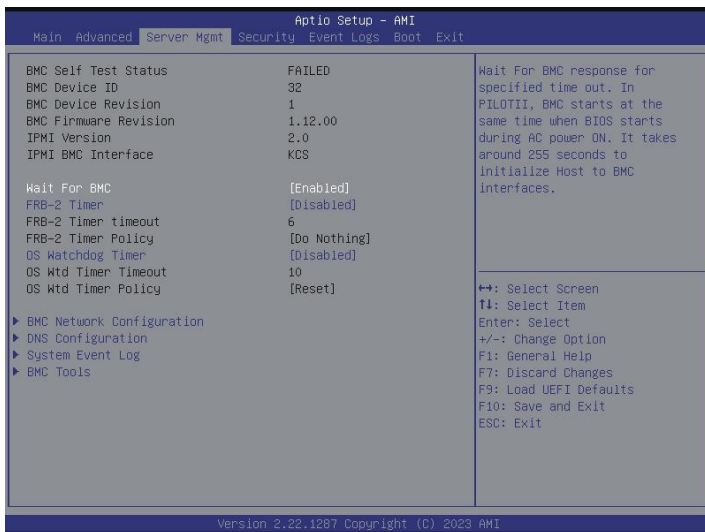 Aptio Setup - AMI
Main Advanced Server Mgmt Security Event Logs Boot Exit
BMC Self Test Status FAILED
BMC Device ID 32
BMC Device Revision 1
BMC Firmware Revision 1.12.00
IPMI Version 2.0
IPMI BMC Interface KCS
Wait For BMC [Enabled]
FRB-2 Timer [Disabled]
FRB-2 Timer timeout 6
FRB-2 Timer Policy [Do Nothing]
OS Watchdog Timer [Disabled]
OS Wtd Timer Timeout 10
OS Wtd Timer Policy [Reset]
BMC Network Configuration
DNS Configuration
System Event Log
BMC Tools
Wait For BMC response for
specified time out. In
PILOTII, BMC starts at the
same time when BIOS starts
during AC power ON. It takes
around 255 seconds to
initialize Host to BMC
interfaces.
↔: Select Screen
↑↓: Select Item
Enter: Select
+/-: Change Option
F1: General Help
F7: Discard Changes
F9: Load UEFI Defaults
F10: Save and Exit
ESC: Exit
Version 2.22.1287 Copyright (C) 2023 AMI